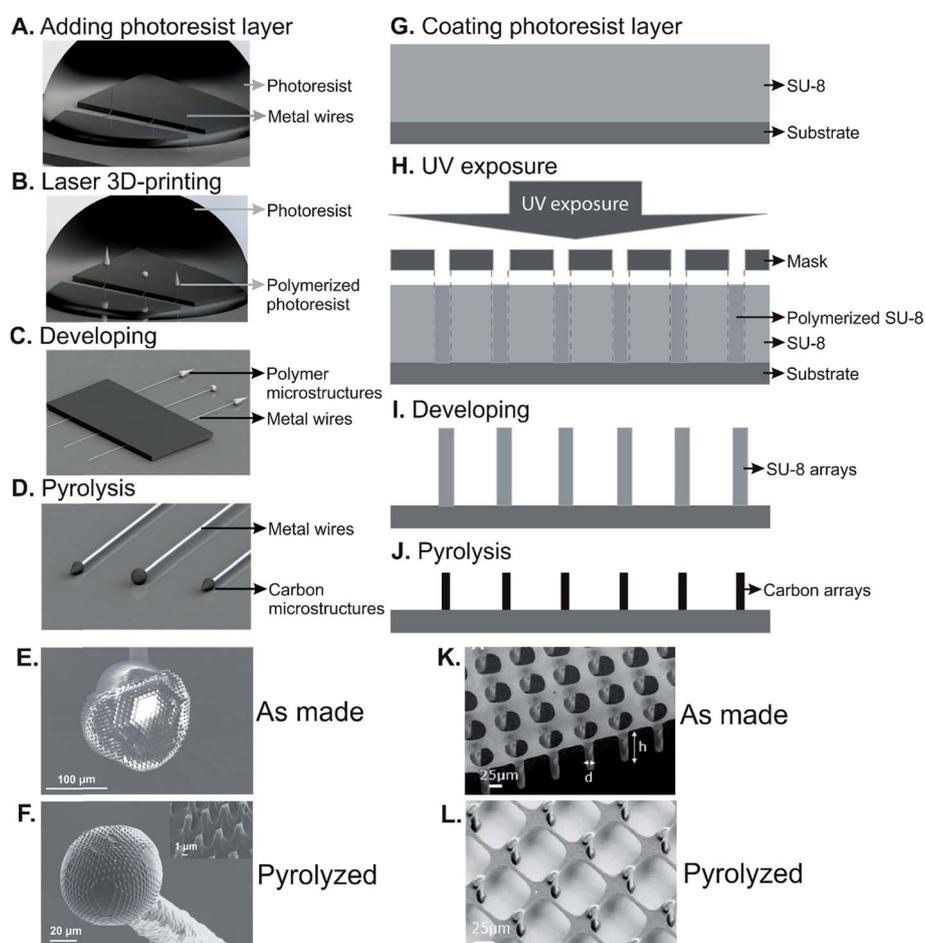 A. Adding photoresist layer
Photoresist
Metal wires
B. Laser 3D-printing
Photoresist
Polymerized
photoresist
C. Developing
Polymer
microstructures
Metal wires
D. Pyrolysis
Metal wires
Carbon
microstructures
E.
As made
100 µm
F.
1 µm
Pyrolyzed
20 µm
G. Coating photoresist layer
SU-8
Substrate
H. UV exposure
UV exposure
Mask
Polymerized SU-8
SU-8
Substrate
I. Developing
SU-8 arrays
J. Pyrolysis
Carbon arrays
K.
As made
h
d
25µm
L.
Pyrolyzed
25µm